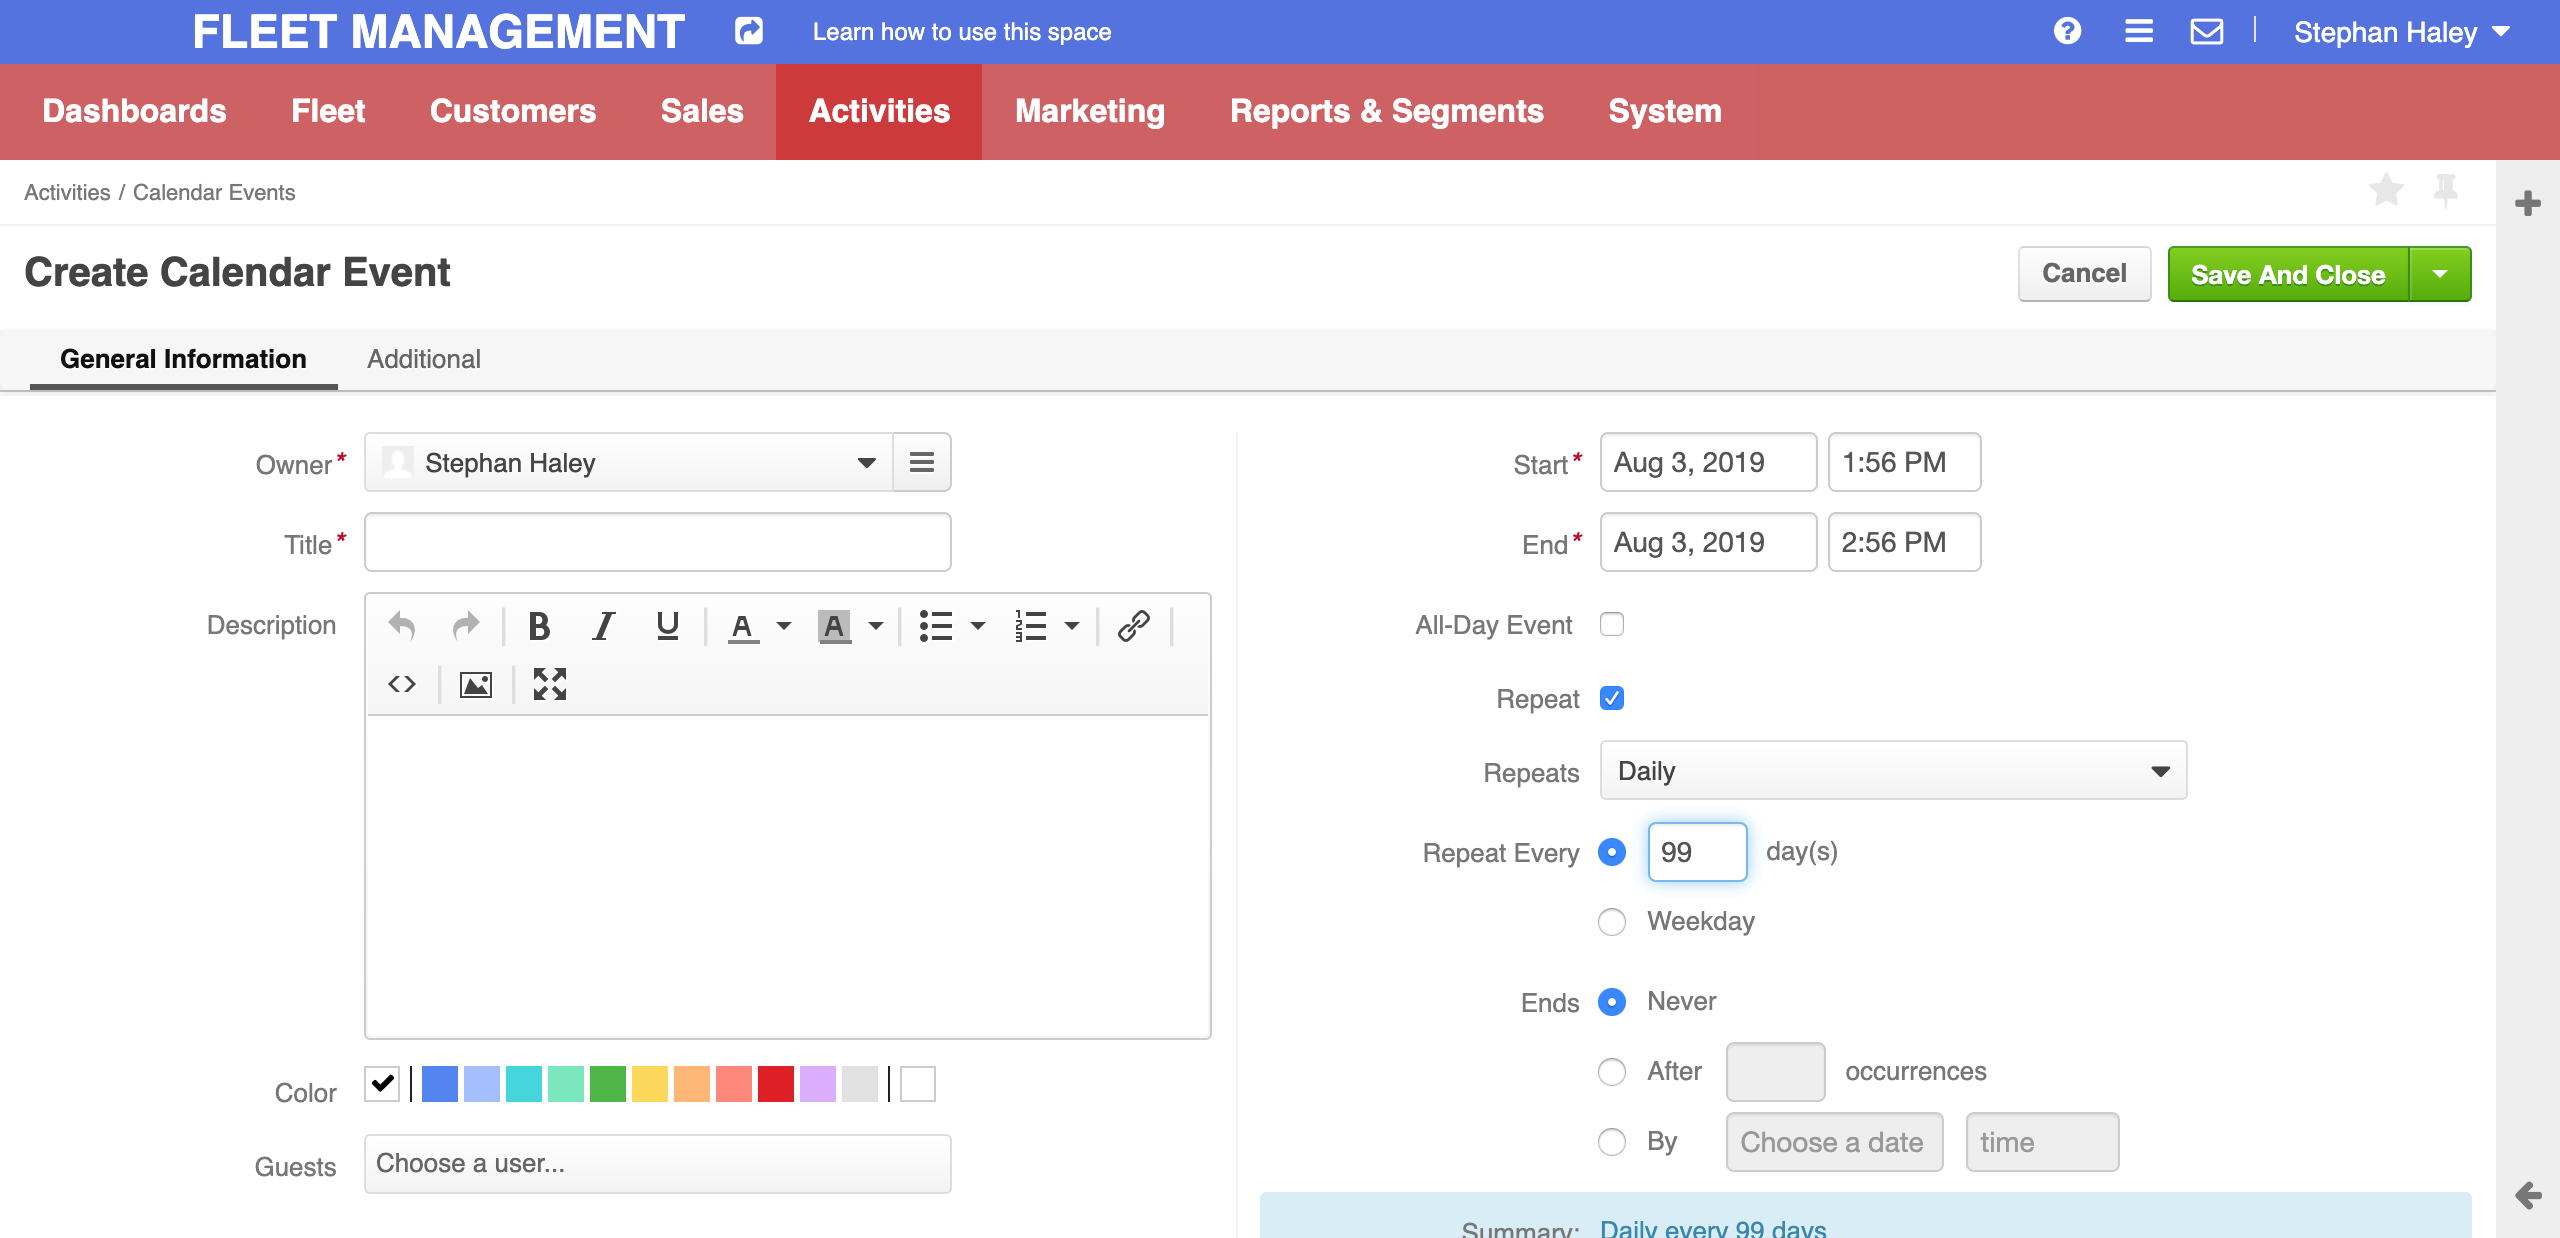 FLEET MANAGEMENT Learn how to use this space Stephan Haley
Dashboards Fleet Customers Sales Activities Marketing Reports & Segments System
Activities / Calendar Events
Create Calendar Event Cancel Save And Close
General Information Additional
Owner* Stephan Haley
Title*
Description
B I U A A
Color
Guests Choose a user...
Start* Aug 3, 2019 1:56 PM
End* Aug 3, 2019 2:56 PM
All-Day Event
Repeat
Repeats Daily
Repeat Every 99 day(s)
Weekday
Ends Never
After occurrences
By Choose a date time
Summary: Daily every 99 days